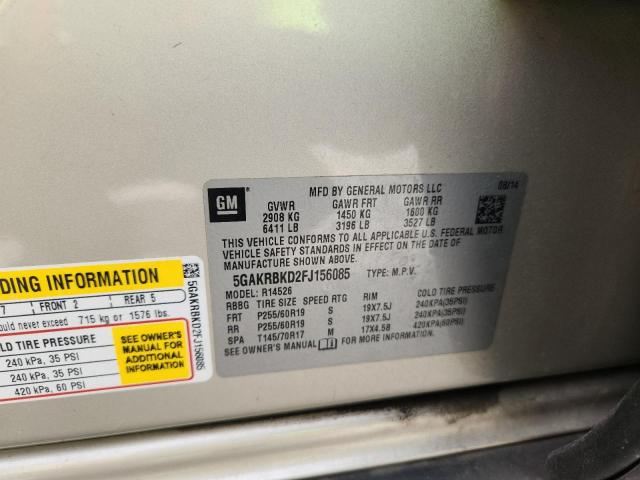 GM
MFD BY GENERAL MOTORS LLC 08/14
GVWR GAWR FRT GAWR RR
2908 KG 1450 KG 1600 KG
6411 LB 3196 LB 3527 LB
THIS VEHICLE CONFORMS TO ALL APPLICABLE U.S. FEDERAL MOTOR
VEHICLE SAFETY STANDARDS IN EFFECT ON THE DATE OF
MANUFACTURE SHOWN ABOVE.
5GAKRBKD2FJ156085 TYPE: M.P.V.
MODEL: R14526
RBBG TIRE SIZE SPEED RTG RIM COLD TIRE PRESSURE
FRT P255/60R19 S 19X7.5J 240KPA(35PSI)
RR P255/60R19 S 19X7.5J 240KPA(35PSI)
SPA T145/70R17 M 17X4.5B 420KPA(60PSI)
SEE OWNER'S MANUAL FOR MORE INFORMATION.
DING INFORMATION
7 FRONT 2 REAR 5
ould never exceed 715 kg or 1576 lbs.
LD TIRE PRESSURE
240 kPa, 35 PSI
240 kPa, 35 PSI
420 kPa, 60 PSI
SEE OWNER'S
MANUAL FOR
ADDITIONAL
INFORMATION
5GAKRBKD2FJ156085